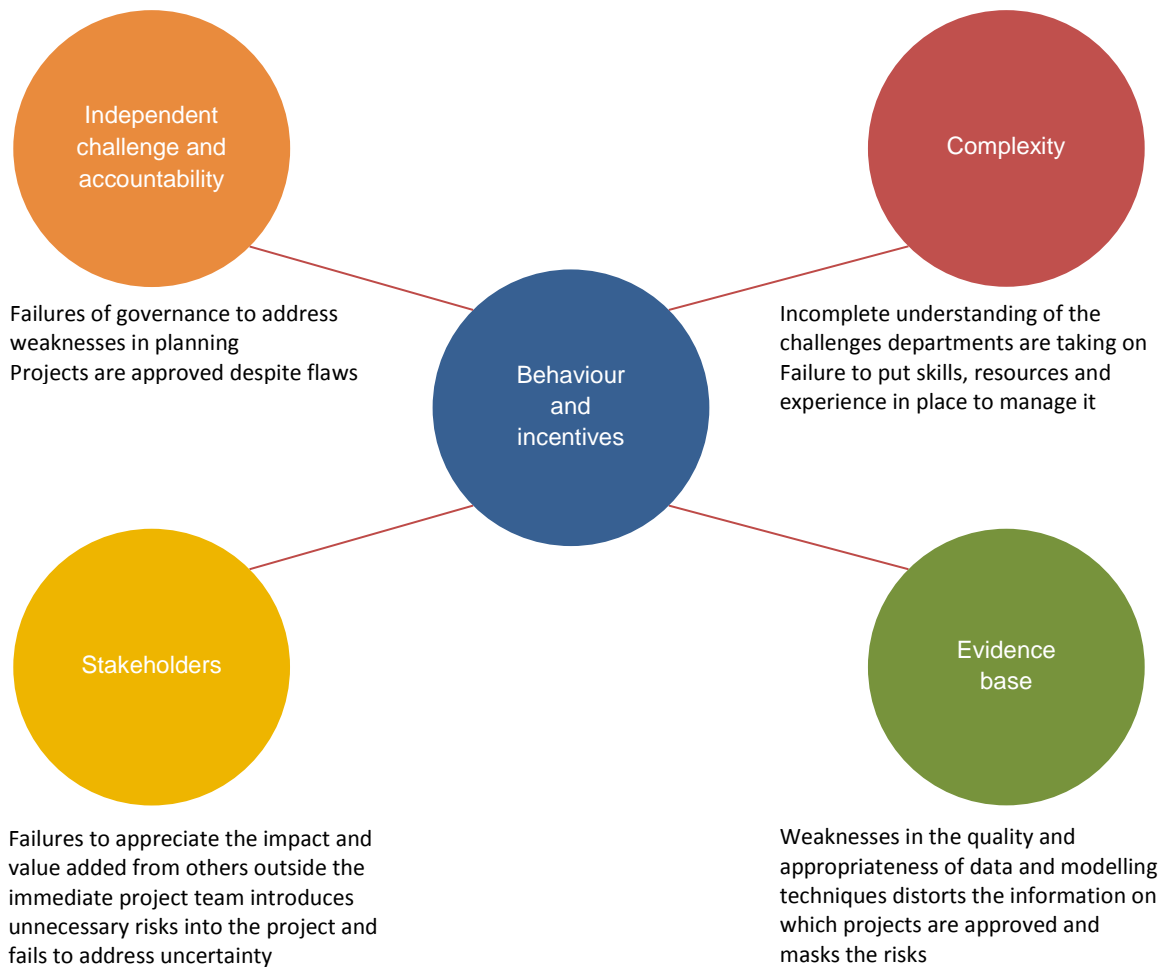 Independent
challenge and
accountability
Complexity
Failures of governance to address
weaknesses in planning
Projects are approved despite flaws
Incomplete understanding of the
challenges departments are taking on
Failure to put skills, resources and
experience in place to manage it
Behaviour
and
incentives
Stakeholders
Evidence
base
Failures to appreciate the impact and
value added from others outside the
immediate project team introduces
unnecessary risks into the project and
fails to address uncertainty
Weaknesses in the quality and
appropriateness of data and modelling
techniques distorts the information on
which projects are approved and
masks the risks